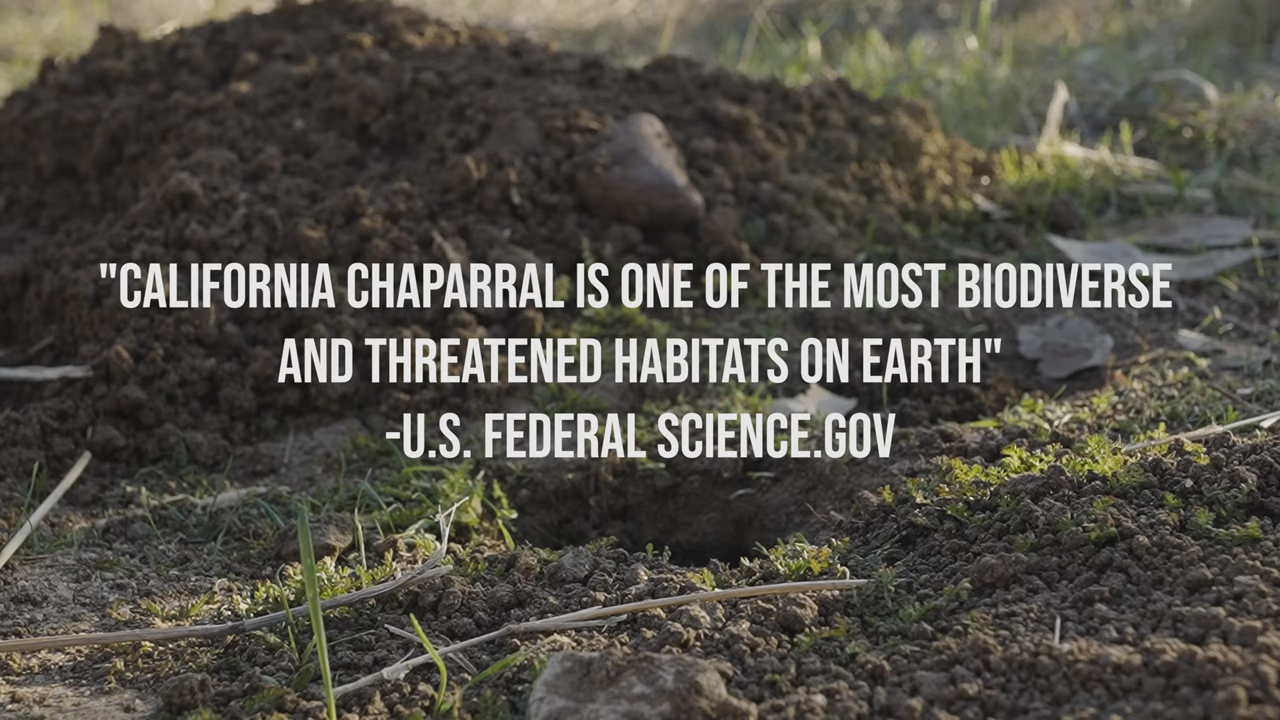 "CALIFORNIA CHAPARRAL IS ONE OF THE MOST BIODIVERSE
AND THREATENED HABITATS ON EARTH"
-U.S. FEDERAL SCIENCE.GOV